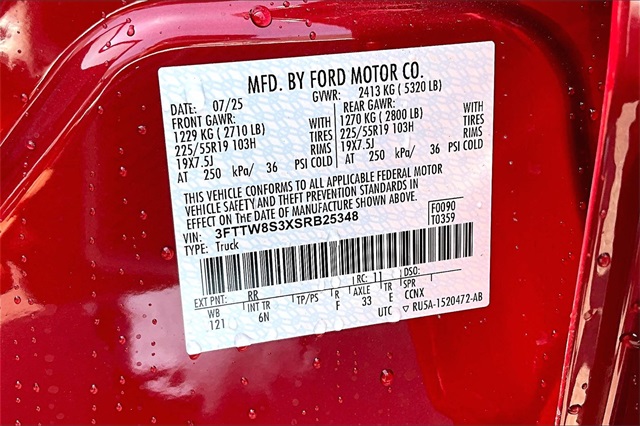 MFD. BY FORD MOTOR CO.
DATE: 07/25 GVWR: 2413 KG ( 5320 LB)
FRONT GAWR: REAR GAWR:
1229 KG ( 2710 LB) WITH 1270 KG ( 2800 LB) WITH
225/55R19 103H TIRES 225/55R19 103H TIRES
19X7.5J RIMS 19X7.5J RIMS
AT 250 kPa/ 36 PSI COLD AT 250 kPa/ 36 PSI COLD
THIS VEHICLE CONFORMS TO ALL APPLICABLE FEDERAL MOTOR
VEHICLE SAFETY AND THEFT PREVENTION STANDARDS IN
EFFECT ON THE DATE OF MANUFACTURE SHOWN ABOVE.
VIN: 3FTTW8S3XSRB25348 F0090
TYPE: Truck T0359
EXT PNT: RR RC: 11 DSO:
WB INT TR TP/PS R AXLE TR SPR
121 6N F 33 E CCNX
UTC ▽ RU5A-1520472-AB